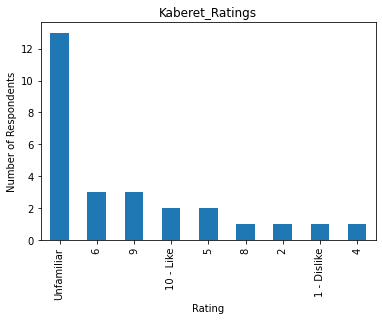 Kaberet_Ratings
Number of Respondents
12
10
8
6
4
2
0
Unfamiliar
6
9
10 - Like
5
8
2
1 - Dislike
4
Rating